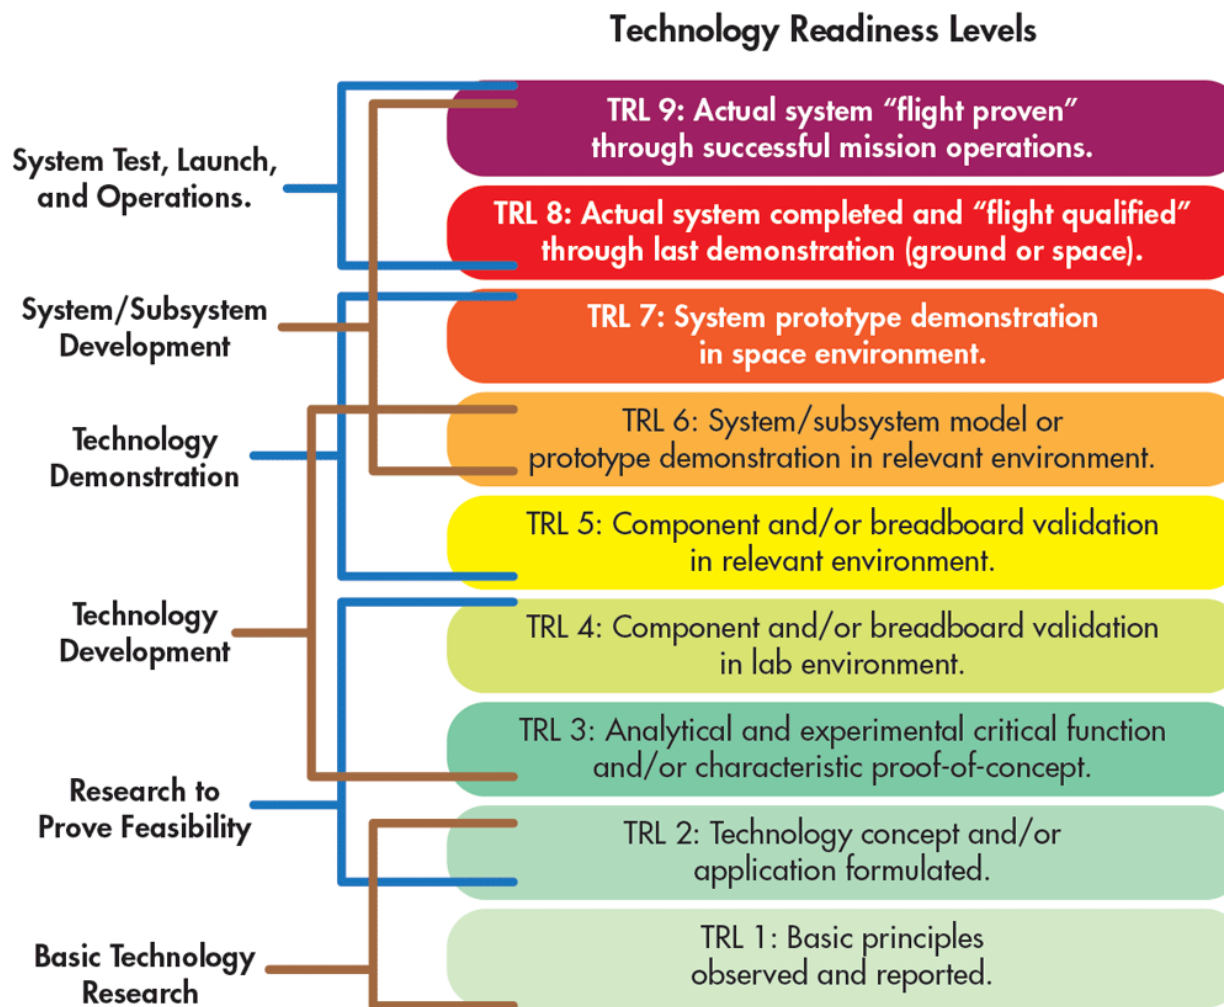 Technology Readiness Levels
System Test, Launch,
and Operations.
System/Subsystem
Development
Technology
Demonstration
Technology
Development
Research to
Prove Feasibility
Basic Technology
Research
TRL 9: Actual system “flight proven”
through successful mission operations.
TRL 8: Actual system completed and “flight qualified”
through last demonstration (ground or space).
TRL 7: System prototype demonstration
in space environment.
TRL 6: System/subsystem model or
prototype demonstration in relevant environment.
TRL 5: Component and/or breadboard validation
in relevant environment.
TRL 4: Component and/or breadboard validation
in lab environment.
TRL 3: Analytical and experimental critical function
and/or characteristic proof-of-concept.
TRL 2: Technology concept and/or
application formulated.
TRL 1: Basic principles
observed and reported.